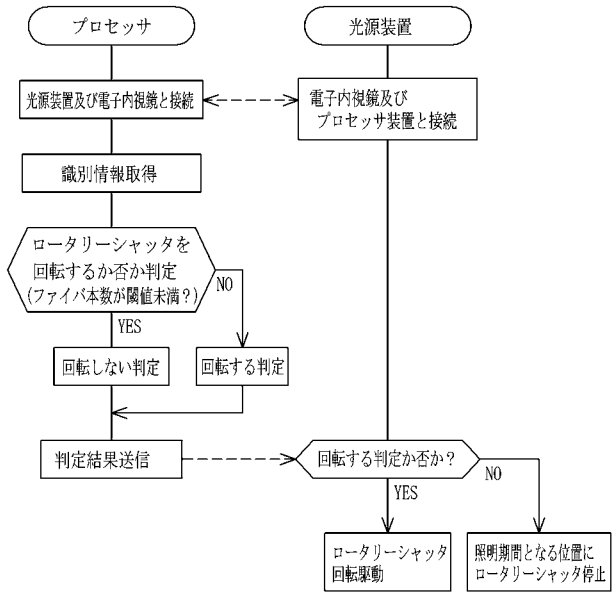 プロセッサ
光源装置
光源装置及び電子内視鏡と接続
電子内視鏡及び
プロセッサ装置と接続
識別情報取得
ロータリーシャッタを
回転するか否か判定
(ファイバ本数が閾値未満?)
NO
YES
回転しない判定
回転する判定
判定結果送信
回転する判定か否か?
NO
YES
ロータリーシャッタ
回転駆動
照明期間となる位置に
ロータリーシャッタ停止